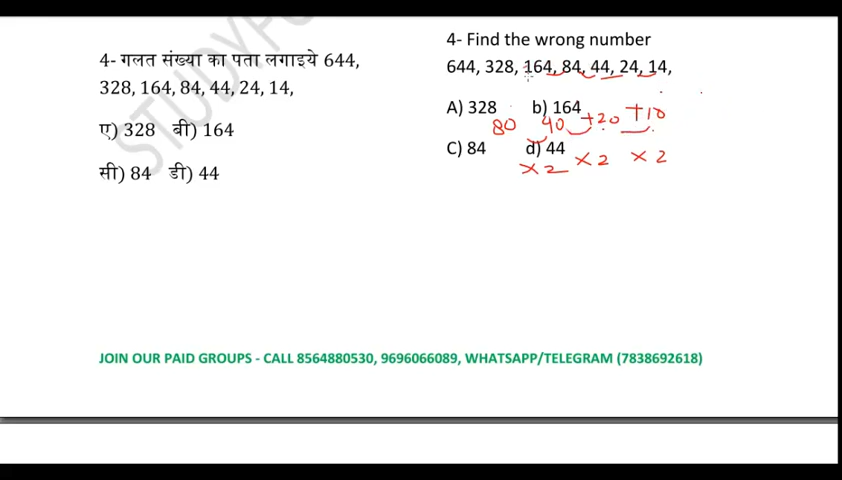 4- गलत संख्या का पता लगाइये 644,
328, 164, 84, 44, 24, 14,
ए) 328 बी) 164
सी) 84 डी) 44
4- Find the wrong number
644, 328, 164, 84, 44, 24, 14,
A) 328 b) 164
80 40 +20 +10
C) 84 d) 44
×2 ×2 ×2
STUDY
JOIN OUR PAID GROUPS - CALL 8564880530, 9696066089, WHATSAPP/TELEGRAM (7838692618)